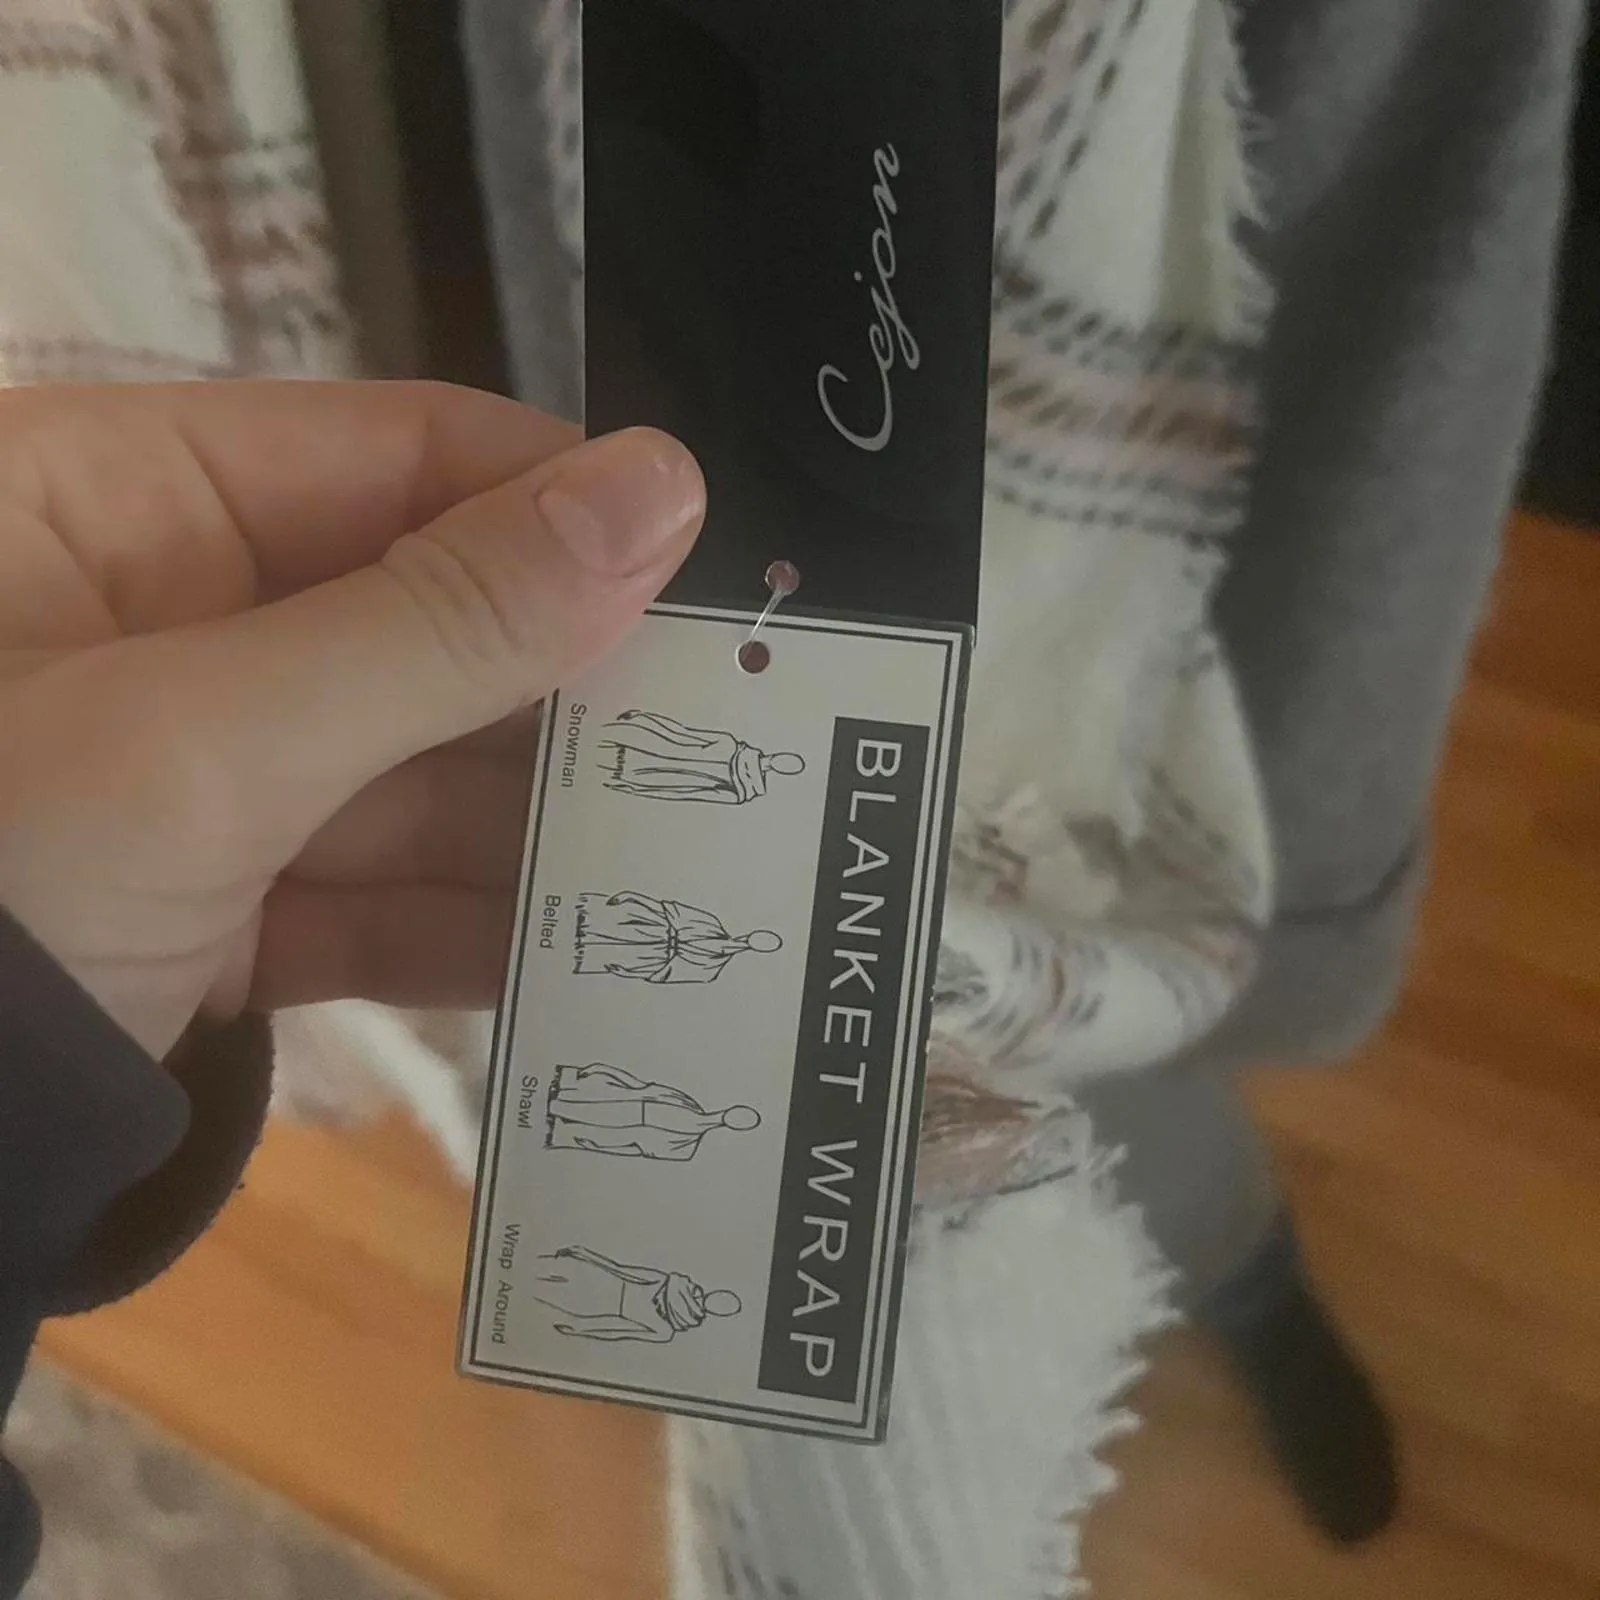 Cejon
BLANKET WRAP
Snowman
Belted
Shawl
Wrap Around